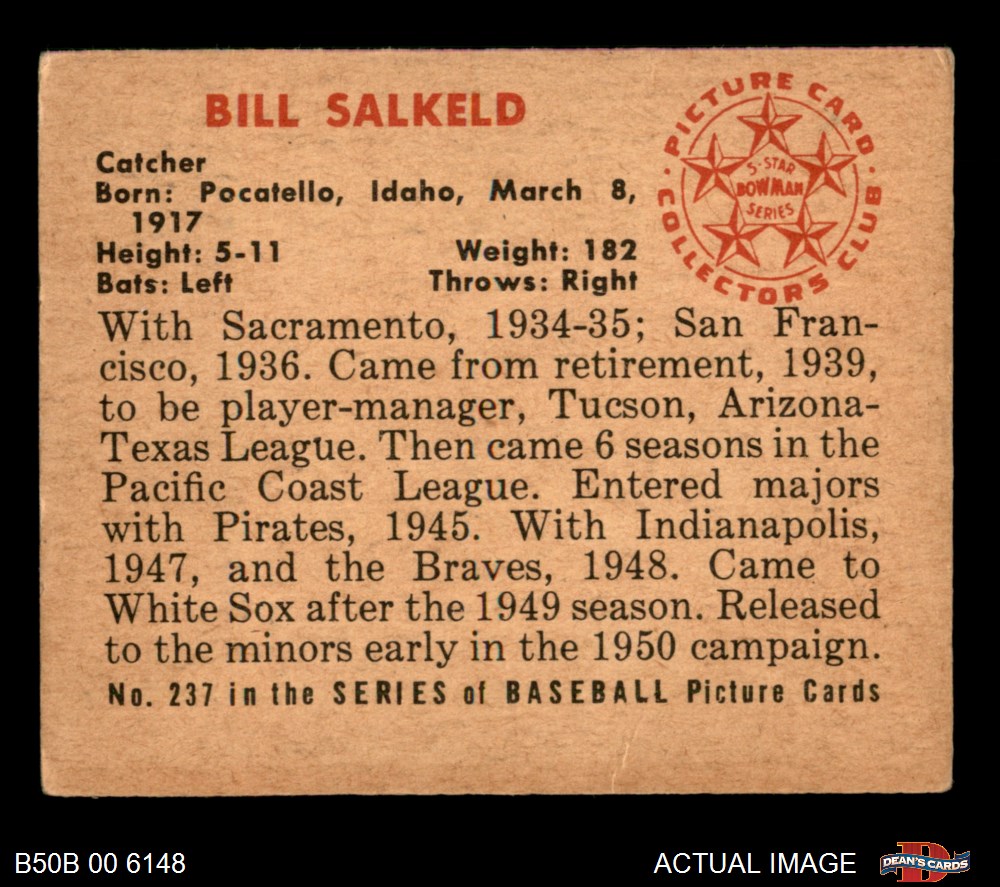 BILL SALKELD
Catcher
Born: Pocatello, Idaho, March 8,
1917
Height: 5-11 Weight: 182
Bats: Left Throws: Right
PICTURE CARD
COLLECTORS CLUB
5-STAR
BOWMAN
SERIES
With Sacramento, 1934-35; San Fran-
cisco, 1936. Came from retirement, 1939,
to be player-manager, Tucson, Arizona-
Texas League. Then came 6 seasons in the
Pacific Coast League. Entered majors
with Pirates, 1945. With Indianapolis,
1947, and the Braves, 1948. Came to
White Sox after the 1949 season. Released
to the minors early in the 1950 campaign.
No. 237 in the SERIES of BASEBALL Picture Cards
B50B 00 6148 ACTUAL IMAGE
D
DEAN'S CARDS